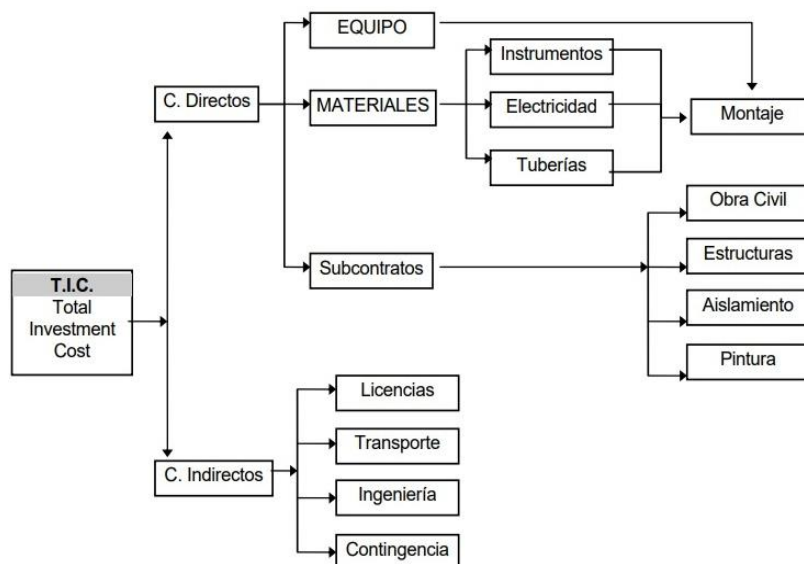 EQUIPO
Instrumentos
C. Directos
MATERIALES
Electricidad
Montaje
Tuberías
Obra Civil
Subcontratos
Estructuras
T.I.C.
Total
Investment
Cost
Aislamiento
Pintura
Licencias
Transporte
C. Indirectos
Ingeniería
Contingencia